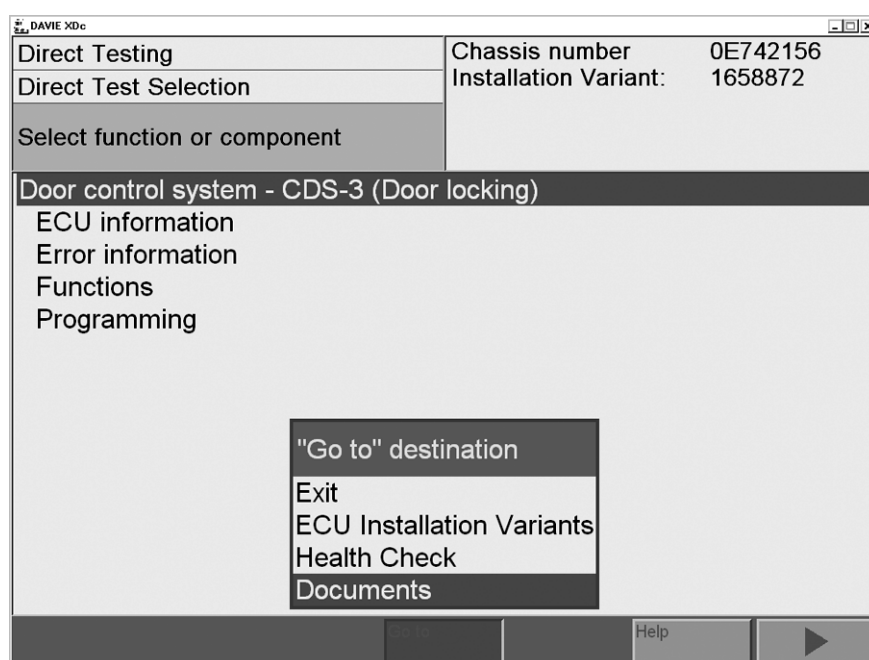 DAVIE XDc
Direct Testing
Direct Test Selection
Select function or component
Chassis number 0E742156
Installation Variant: 1658872
Door control system - CDS-3 (Door locking)
ECU information
Error information
Functions
Programming
"Go to" destination
Exit
ECU Installation Variants
Health Check
Documents
Go to
Help